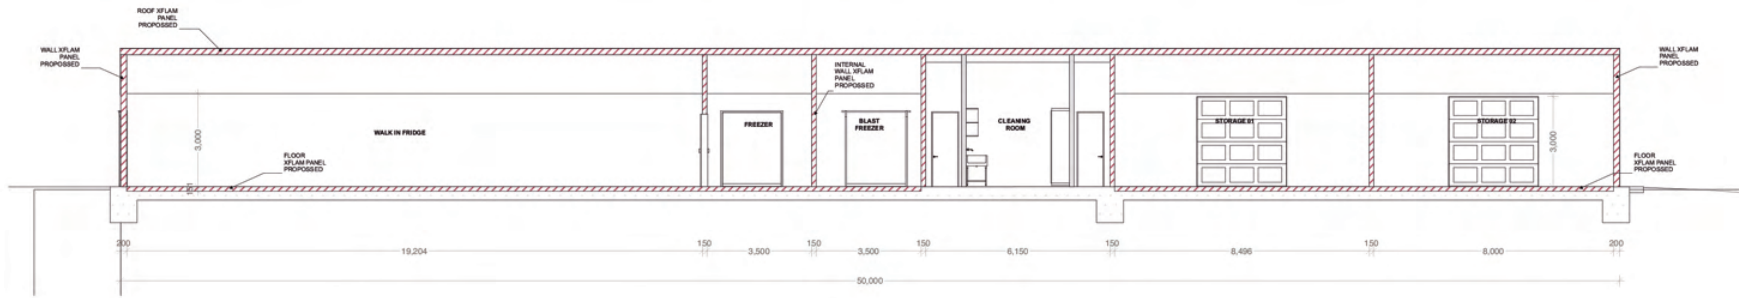 ROOF XFLAM
PANEL
PROPOSSED
WALL XFLAM
PANEL
PROPOSSED
INTERNAL
WALL XFLAM
PANEL
PROPOSSED
WALL XFLAM
PANEL
PROPOSSED
3,000
WALK IN FRIDGE
FREEZER
BLAST
FREEZER
CLEANING
ROOM
STORAGE 01
STORAGE 02
3,000
FLOOR
XFLAM PANEL
PROPOSSED
FLOOR
XFLAM PANEL
PROPOSSED
151
200
19,204
150
3,500
150
3,500
150
6,150
150
8,496
150
8,000
200
50,000